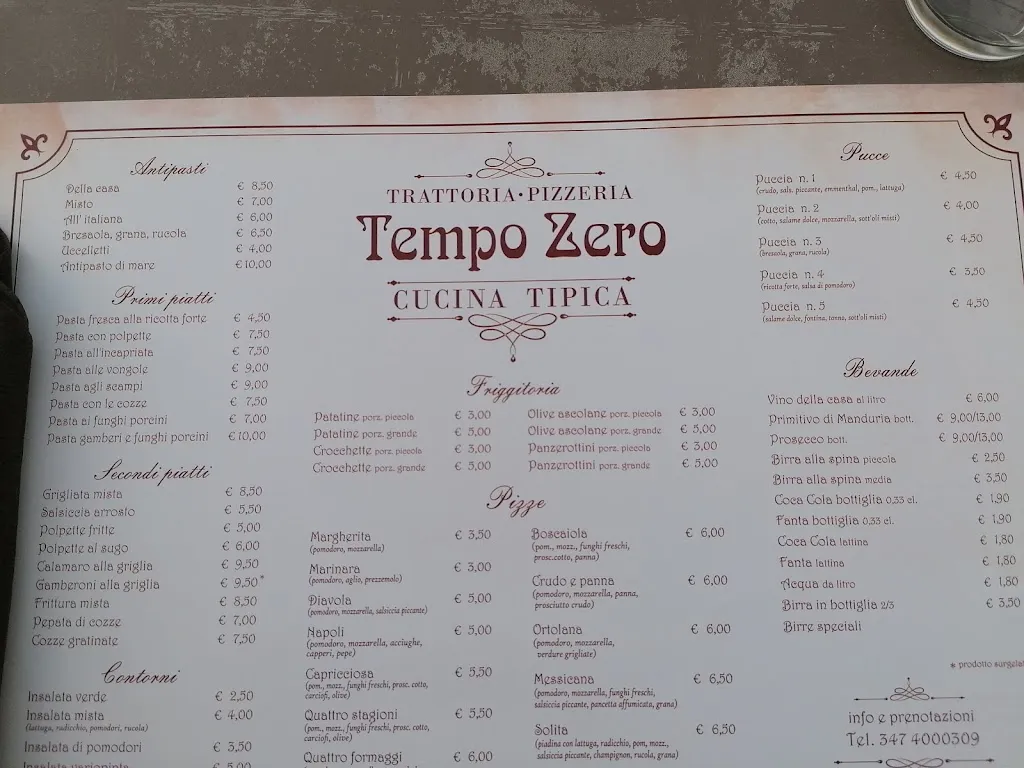 Antipasti
Della casa € 8,50
Misto € 7,00
All' italiana € 6,00
Bresaola, grana, rucola € 6,50
Uccelletti € 4,00
Antipasto di mare €10,00
Primi piatti
Pasta fresca alla ricotta forte € 4,50
Pasta con polpette € 7,50
Pasta all'incapriata € 7,50
Pasta alle vongole € 9,00
Pasta agli scampi € 9,00
Pasta con le cozze € 7,50
Pasta ai funghi porcini € 7,00
Pasta gamberi e funghi porcini €10,00
Secondi piatti
Grigliata mista € 8,50
Salsiccia arrosto € 5,50
Polpette fritte € 5,00
Polpette al sugo € 6,00
Calamaro alla griglia € 9,50
Gamberoni alla griglia € 9,50*
Frittura mista € 8,50
Pepata di cozze € 7,00
Cozze gratinate € 7,50
Contorni
Insalata verde € 2,50
Insalata mista € 4,00
(lattuga, radicchio, pomodori, rucola)
Insalata di pomodori € 3,50
Insalata variopinta € 5,00
TRATTORIA•PIZZERIA
Tempo Zero
CUCINA TIPICA
Friggitoria
Patatine porz. piccola € 3,00
Patatine porz. grande € 5,00
Crocchette porz. piccola € 3,00
Crocchette porz. grande € 5,00
Olive ascolane porz. piccola € 3,00
Olive ascolane porz. grande € 5,00
Panzerottini porz. piccola € 3,00
Panzerottini porz. grande € 5,00
Pizze
Margherita € 3,50
(pomodoro, mozzarella)
Marinara € 3,00
(pomodoro, aglio, prezzemolo)
Diavola € 5,00
(pomodoro, mozzarella, salsiccia piccante)
Napoli € 5,00
(pomodoro, mozzarella, acciughe,
capperi, pepe)
Capricciosa € 5,50
(pom., mozz., funghi freschi, prosc. cotto,
carciofi, olive)
Quattro stagioni € 5,50
(pom., mozz., funghi freschi, prosc. cotto,
carciofi, olive)
Quattro formaggi € 6,00
Boscaiola € 6,00
(pom., mozz., funghi freschi,
prosc.cotto, panna)
Crudo e panna € 6,00
(pomodoro, mozzarella, panna,
prosciutto crudo)
Ortolana € 6,00
(pomodoro, mozzarella,
verdure grigliate)
Messicana € 6,50
(pomodoro, mozzarella, funghi freschi,
salsiccia piccante, pancetta affumicata, grana)
Solita € 6,50
(piadina con lattuga, radicchio, pom, mozz.,
salsiccia piccante, champignon, rucola, grana)
Pucce
Puccia n. 1 € 4,50
(crudo, sals. piccante, emmenthal, pom., lattuga)
Puccia n. 2 € 4,00
(cotto, salame dolce, mozzarella, sott'oli misti)
Puccia n. 3 € 4,50
(bresaola, grana, rucola)
Puccia n. 4 € 3,50
(ricotta forte, salsa di pomodoro)
Puccia n. 5 € 4,50
(salame dolce, fontina, tonno, sott'oli misti)
Bevande
Vino della casa al litro € 6,00
Primitivo di Manduria bott. € 9,00/13,00
Prosecco bott. € 9,00/13,00
Birra alla spina piccola € 2,50
Birra alla spina media € 3,50
Coca Cola bottiglia 0,33 cl. € 1,90
Fanta bottiglia 0,33 cl. € 1,90
Coca Cola lattina € 1,80
Fanta lattina € 1,80
Acqua da litro € 1,80
Birra in bottiglia 2/3 € 3,50
Birre speciali
* prodotto surgelat
info e prenotazioni
Tel. 347 4000309